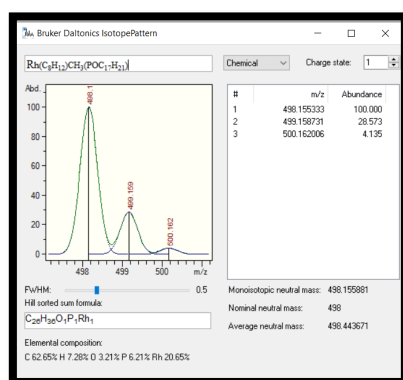 Bruker Daltonics IsotopePattern
Rh(C₈H₁₂)CH₃(POC₁₇H₂₁)
Chemical Charge state: 1
Abd.
100
80
60
40
20
0
498.1
499.159
500.162
498 499 500 m/z
# m/z Abundance
1 498.155333 100.000
2 499.158731 28.573
3 500.162006 4.135
FWHM: 0.5
Hill sorted sum formula:
C₂₆H₃₆O₁P₁Rh₁
Monoisotopic neutral mass: 498.155881
Nominal neutral mass: 498
Average neutral mass: 498.443671
Elemental composition:
C 62.65% H 7.28% O 3.21% P 6.21% Rh 20.65%